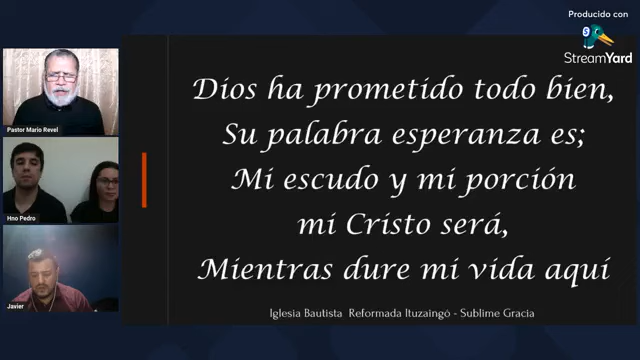 Producido con
StreamYard
Dios ha prometido todo bien,
Su palabra esperanza es;
Mi escudo y mi porción
mi Cristo será,
Mientras dure mi vida aquí
Iglesia Bautista Reformada Ituzaingó - Sublime Gracia
Pastor Mario Revel
Hno Pedro
Javier